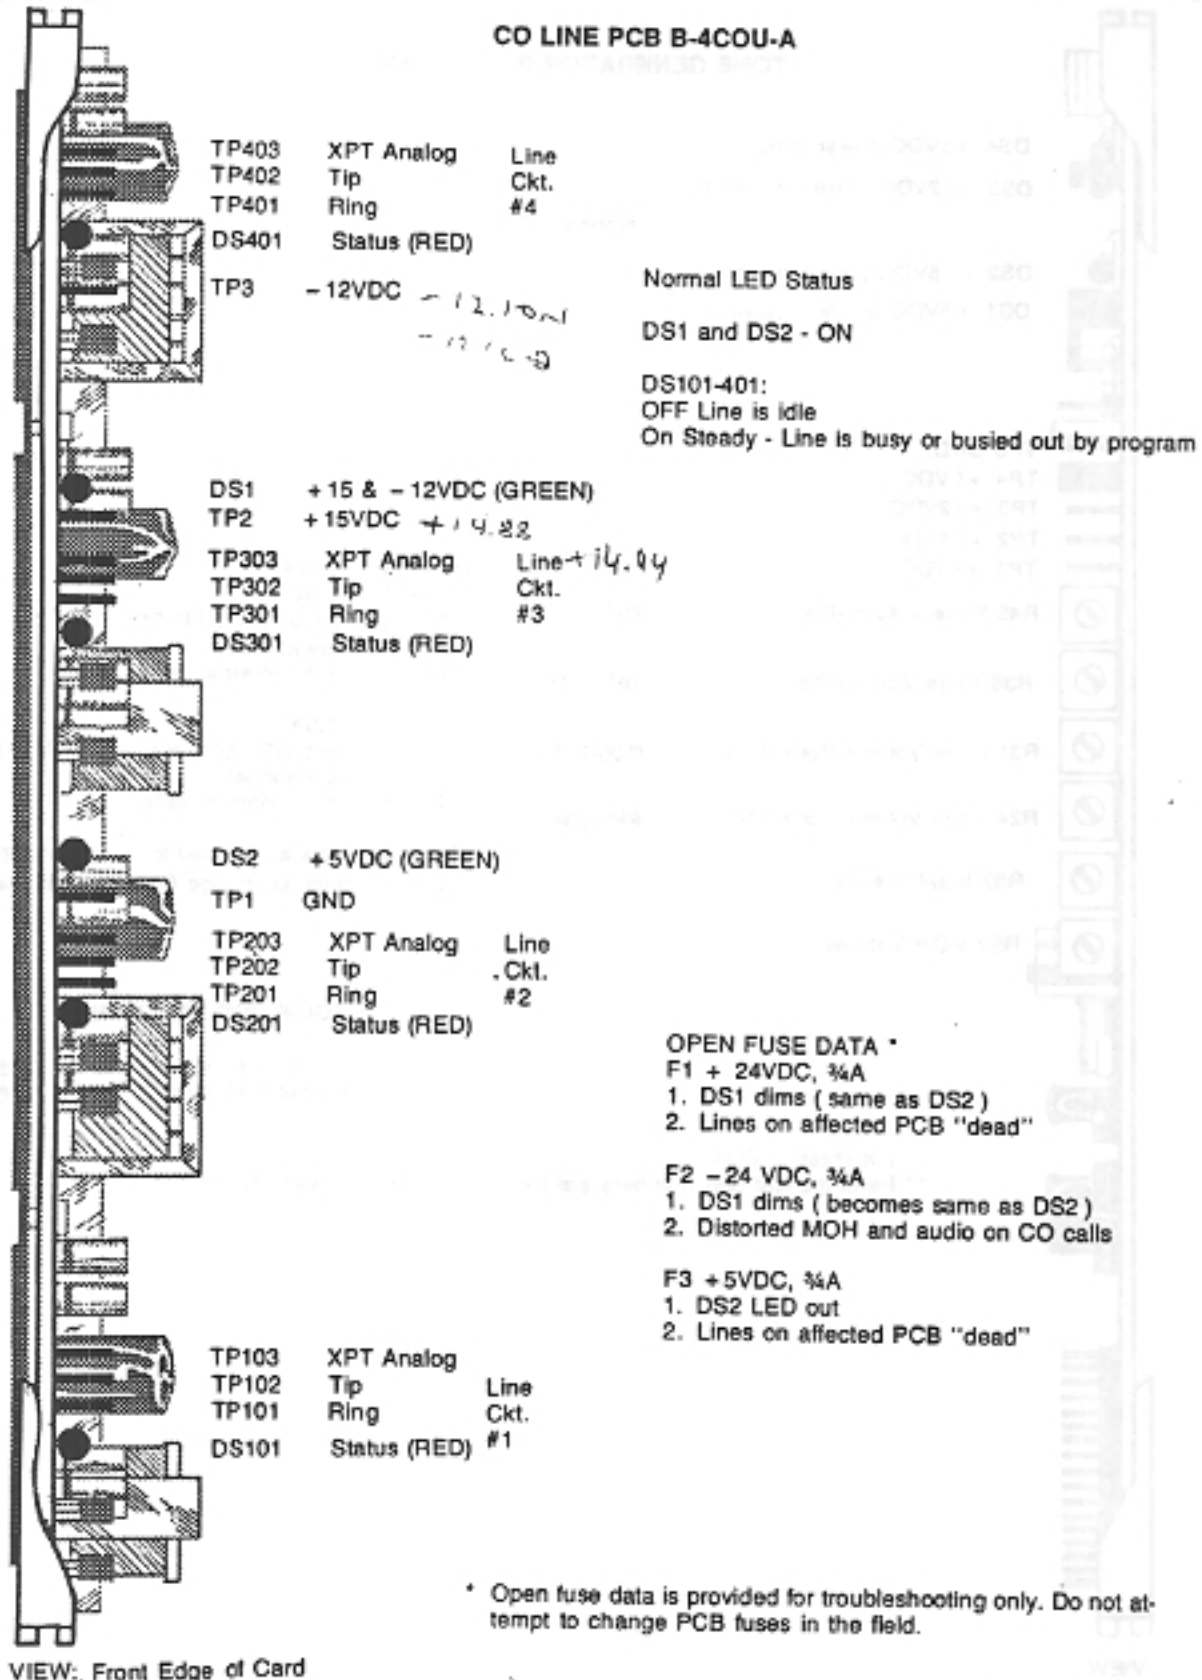 CO LINE PCB B-4COU-A
TP403 XPT Analog Line
TP402 Tip Ckt.
TP401 Ring #4
DS401 Status (RED)
TP3 – 12VDC
Normal LED Status
DS1 and DS2 - ON
DS101-401:
OFF Line is idle
On Steady - Line is busy or busied out by program
DS1 + 15 & – 12VDC (GREEN)
TP2 + 15VDC +14.88
TP303 XPT Analog Line +14.94
TP302 Tip Ckt.
TP301 Ring #3
DS301 Status (RED)
DS2 + 5VDC (GREEN)
TP1 GND
TP203 XPT Analog Line
TP202 Tip Ckt.
TP201 Ring #2
DS201 Status (RED)
OPEN FUSE DATA *
F1 + 24VDC, ¾A
1. DS1 dims ( same as DS2 )
2. Lines on affected PCB "dead"
F2 – 24 VDC, ¾A
1. DS1 dims ( becomes same as DS2 )
2. Distorted MOH and audio on CO calls
F3 + 5VDC, ¾A
1. DS2 LED out
2. Lines on affected PCB "dead"
TP103 XPT Analog
TP102 Tip Line
TP101 Ring Ckt.
DS101 Status (RED) #1
* Open fuse data is provided for troubleshooting only. Do not at-
tempt to change PCB fuses in the field.
VIEW: Front Edge of Card